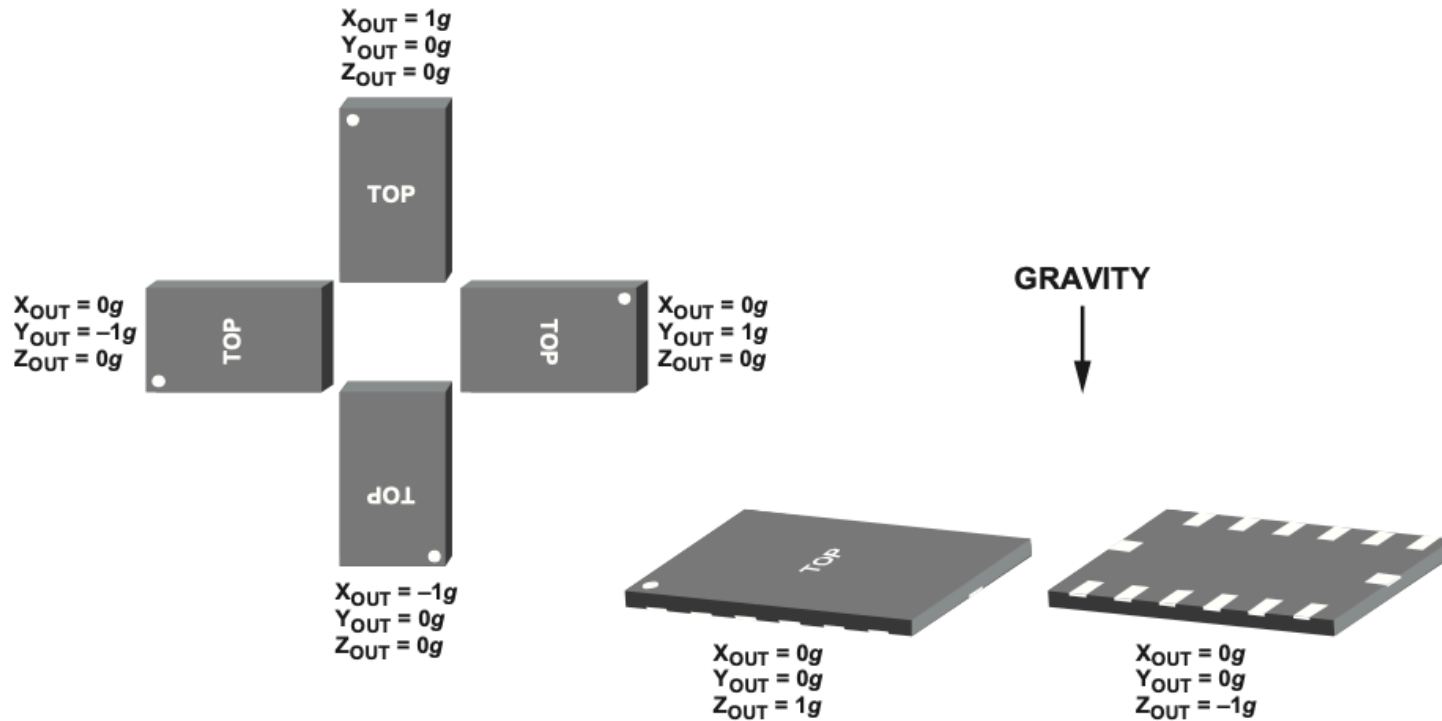 XOUT = 1g
YOUT = 0g
ZOUT = 0g
TOP
XOUT = 0g
YOUT = –1g
ZOUT = 0g
TOP
TOP
XOUT = 0g
YOUT = 1g
ZOUT = 0g
GRAVITY
TOP
XOUT = –1g
YOUT = 0g
ZOUT = 0g
TOP
XOUT = 0g
YOUT = 0g
ZOUT = 1g
XOUT = 0g
YOUT = 0g
ZOUT = –1g